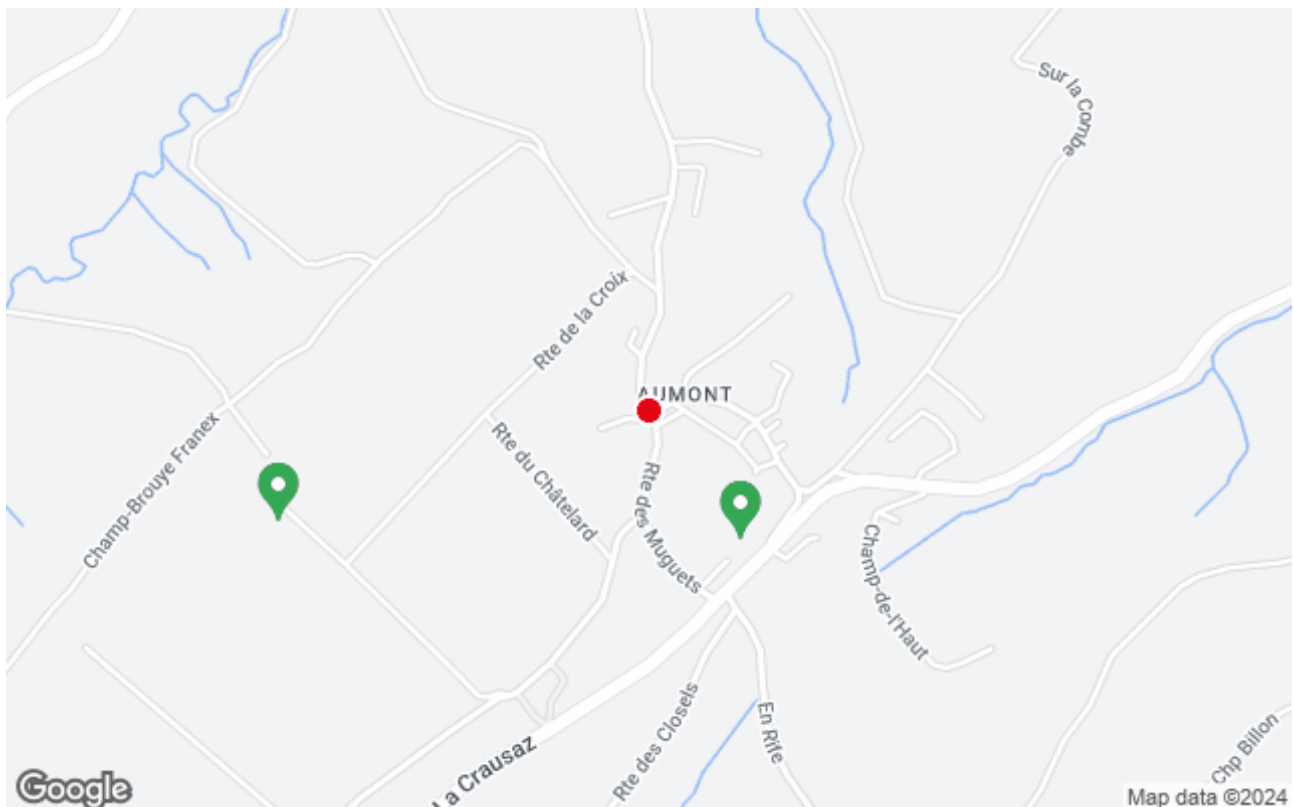 Sur la Combe
Rte de la Croix
AUMONT
Champ-Brouye Franex
Rte du Châtelard
Rte des Muguets
Champ-de-l'Haut
La Crausaz
Rte des Closels
En Rife
Chp Billon
Google
Map data ©2024